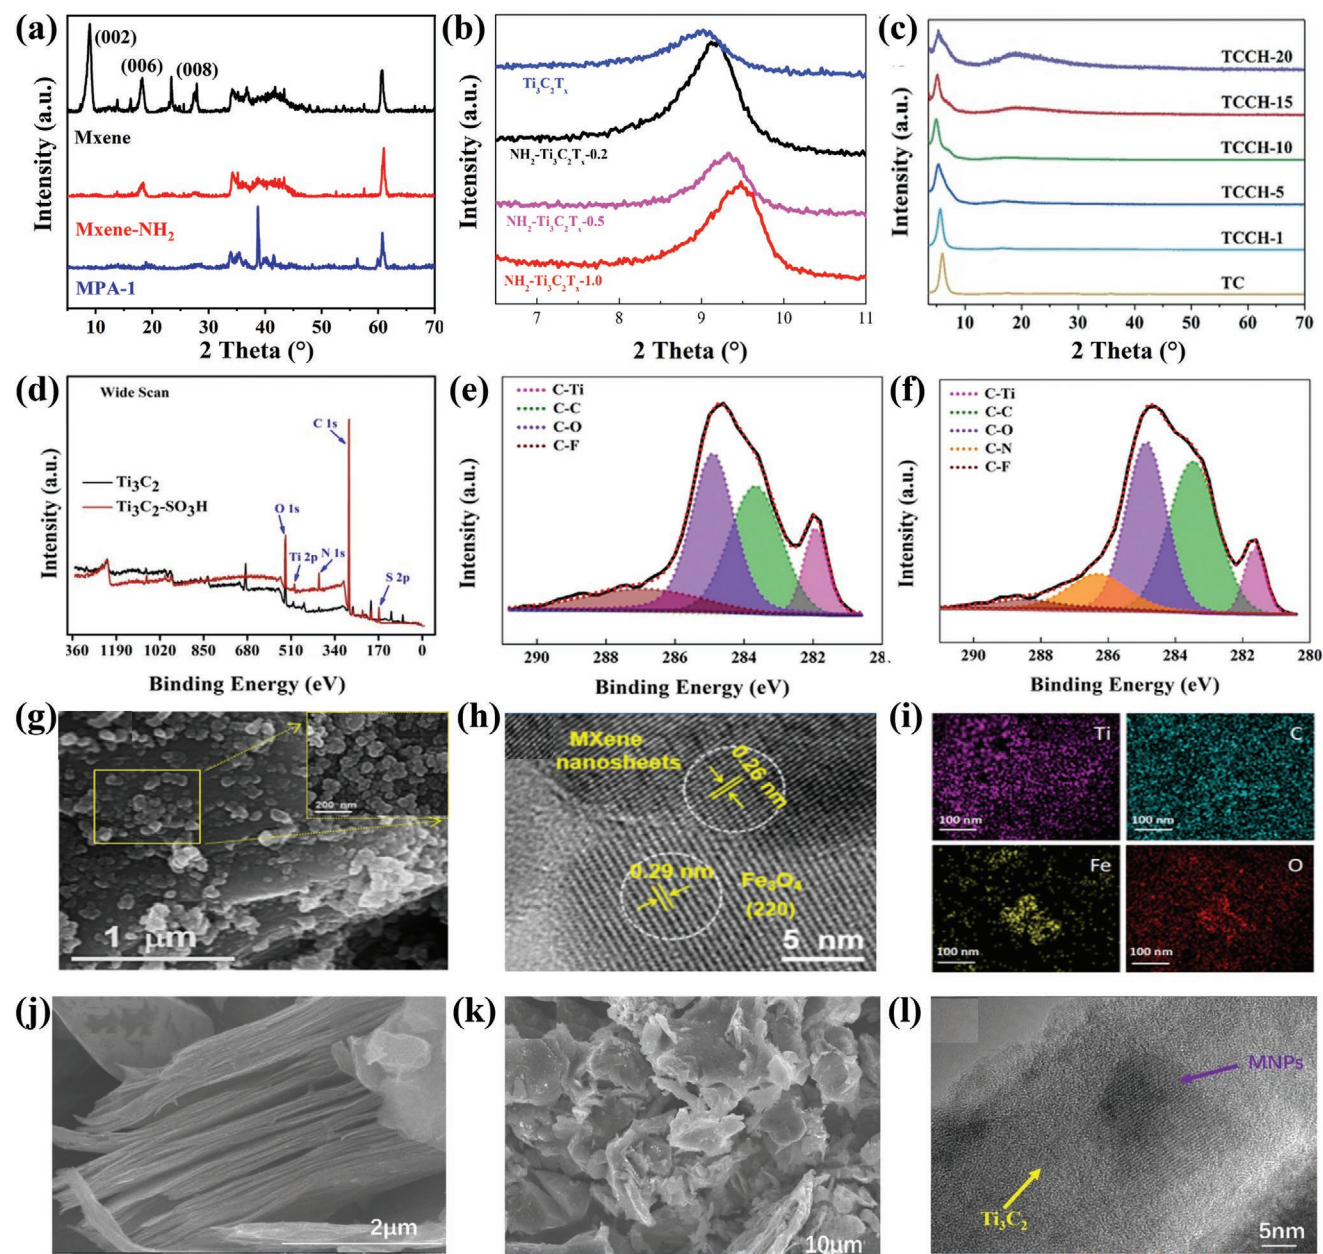 (a)
(002)
(006)
(008)
Mxene
Mxene-NH₂
MPA-1
Intensity (a.u.)
10 20 30 40 50 60 70
2 Theta (°)
(b)
Ti₃C₂Tₓ
NH₂-Ti₃C₂Tₓ-0.2
NH₂-Ti₃C₂Tₓ-0.5
NH₂-Ti₃C₂Tₓ-1.0
Intensity (a.u.)
7 8 9 10 11
2 Theta (°)
(c)
TCCH-20
TCCH-15
TCCH-10
TCCH-5
TCCH-1
TC
Intensity (a.u.)
10 20 30 40 50 60 70
2 Theta (°)
(d)
Wide Scan
C 1s
Ti₃C₂
Ti₃C₂-SO₃H
O 1s
Ti 2p
N 1s
S 2p
Intensity (a.u.)
360 1190 1020 850 680 510 340 170 0
Binding Energy (eV)
(e)
C-Ti
C-C
C-O
C-F
Intensity (a.u.)
290 288 286 284 282 28
Binding Energy (eV)
(f)
C-Ti
C-C
C-O
C-N
C-F
Intensity (a.u.)
290 288 286 284 282 280
Binding Energy (eV)
(g)
200 nm
1 μm
(h)
MXene
nanosheets
0.26 nm
0.29 nm
Fe₃O₄
(220)
5 nm
(i)
Ti
100 nm
C
100 nm
Fe
100 nm
O
100 nm
(j)
2μm
(k)
10μm
(l)
MNPs
Ti₃C₂
5nm